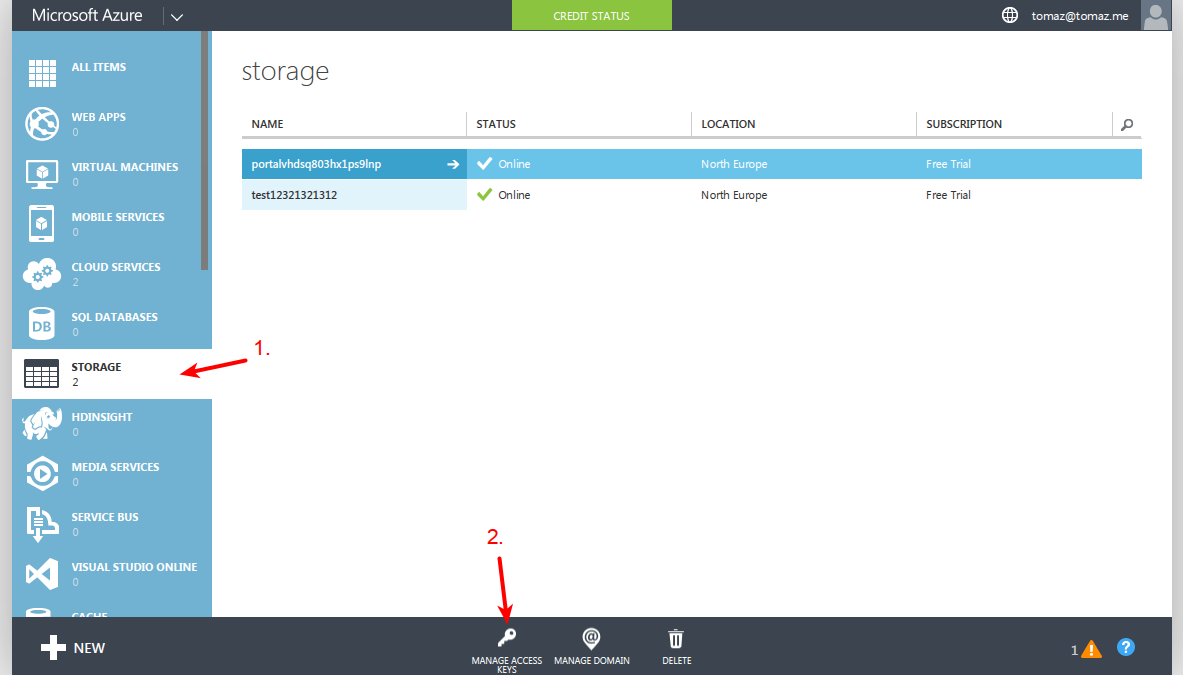 Microsoft Azure
CREDIT STATUS
tomaz@tomaz.me
ALL ITEMS
WEB APPS
0
VIRTUAL MACHINES
0
MOBILE SERVICES
0
CLOUD SERVICES
2
SQL DATABASES
0
DB
STORAGE
2
HDINSIGHT
0
MEDIA SERVICES
0
SERVICE BUS
0
VISUAL STUDIO ONLINE
0
CACHE
storage
NAME STATUS LOCATION SUBSCRIPTION
portalvhdsq803hx1ps9lnp Online North Europe Free Trial
test12321321312 Online North Europe Free Trial
1.
2.
NEW
MANAGE ACCESS
KEYS
MANAGE DOMAIN
DELETE
1
?